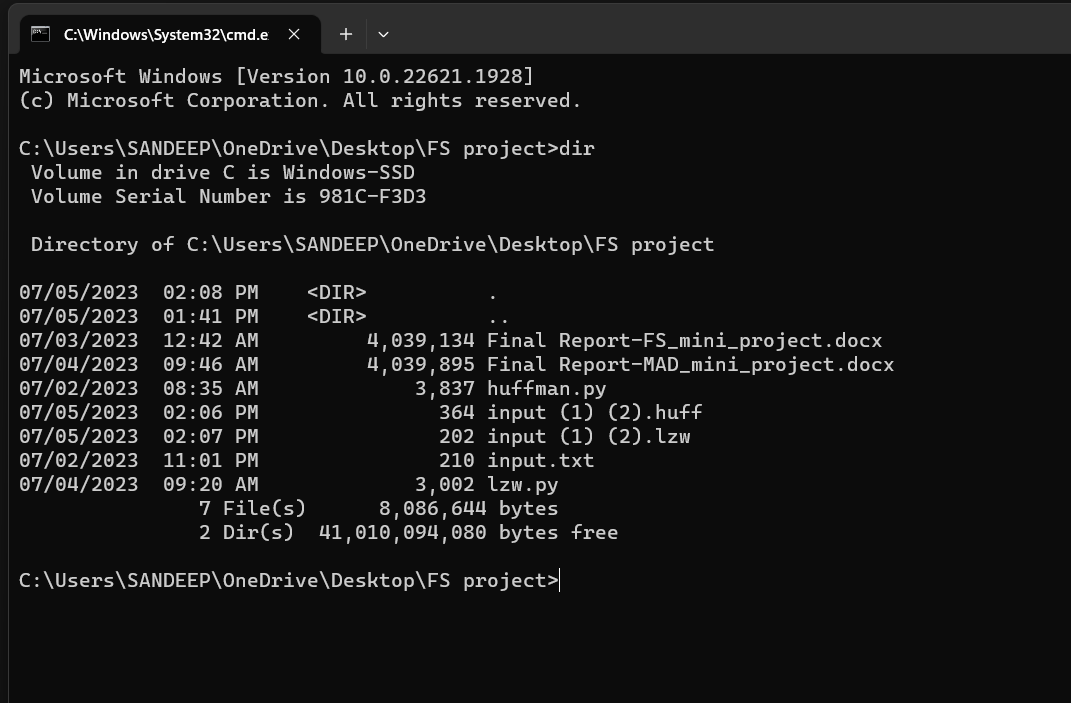 C:\Windows\System32\cmd.e
Microsoft Windows [Version 10.0.22621.1928]
(c) Microsoft Corporation. All rights reserved.
C:\Users\SANDEEP\OneDrive\Desktop\FS project>dir
 Volume in drive C is Windows-SSD
 Volume Serial Number is 981C-F3D3
 Directory of C:\Users\SANDEEP\OneDrive\Desktop\FS project
07/05/2023  02:08 PM    <DIR>          .
07/05/2023  01:41 PM    <DIR>          ..
07/03/2023  12:42 AM         4,039,134 Final Report-FS_mini_project.docx
07/04/2023  09:46 AM         4,039,895 Final Report-MAD_mini_project.docx
07/02/2023  08:35 AM             3,837 huffman.py
07/05/2023  02:06 PM               364 input (1) (2).huff
07/05/2023  02:07 PM               202 input (1) (2).lzw
07/02/2023  11:01 PM               210 input.txt
07/04/2023  09:20 AM             3,002 lzw.py
               7 File(s)      8,086,644 bytes
               2 Dir(s)  41,010,094,080 bytes free
C:\Users\SANDEEP\OneDrive\Desktop\FS project>